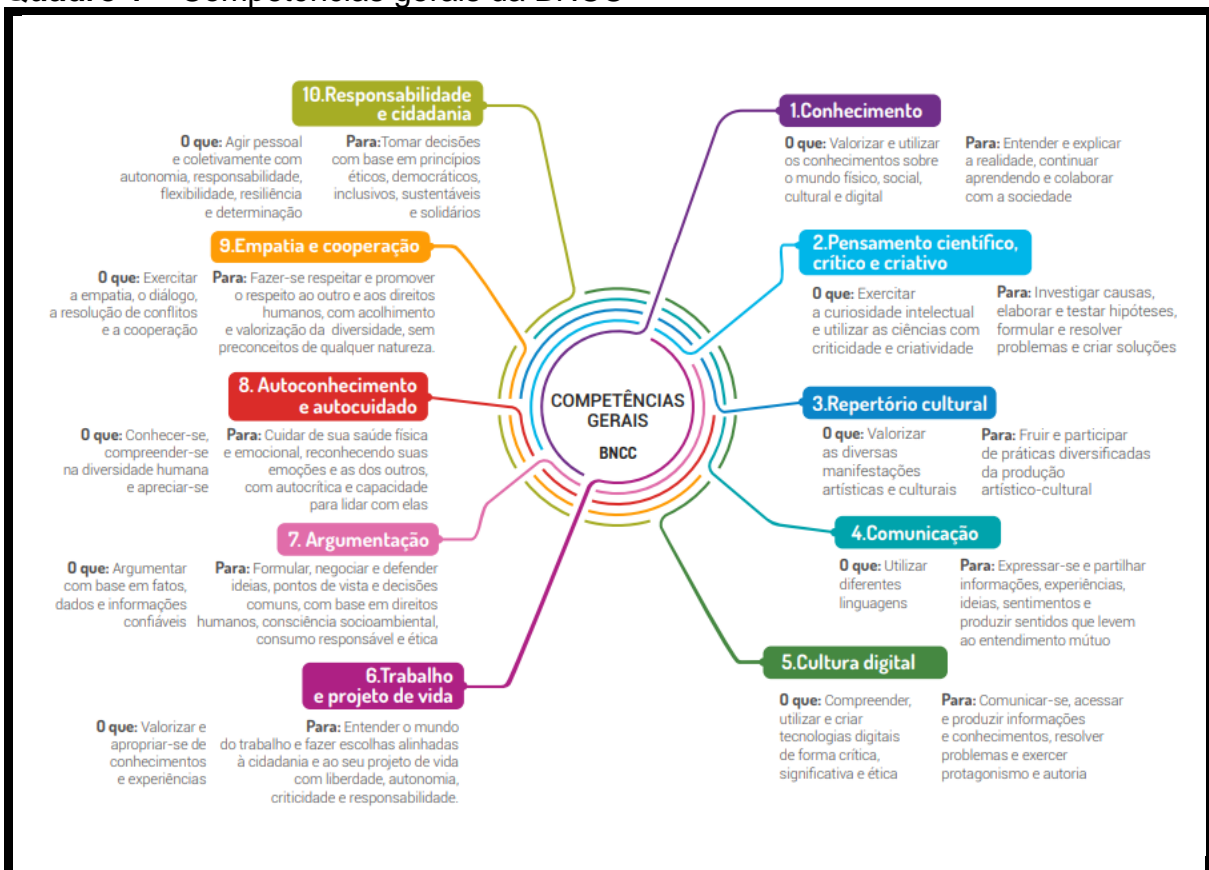 Competências gerais da BNCC
COMPETÊNCIAS
GERAIS
BNCC
1.Conhecimento
O que: Valorizar e utilizar
os conhecimentos sobre
o mundo físico, social,
cultural e digital
Para: Entender e explicar
a realidade, continuar
aprendendo e colaborar
com a sociedade
2.Pensamento científico,
crítico e criativo
O que: Exercitar
a curiosidade intelectual
e utilizar as ciências com
criticidade e criatividade
Para: Investigar causas,
elaborar e testar hipóteses,
formular e resolver
problemas e criar soluções
3.Repertório cultural
O que: Valorizar
as diversas
manifestações
artísticas e culturais
Para: Fruir e participar
de práticas diversificadas
da produção
artístico-cultural
4.Comunicação
O que: Utilizar
diferentes
linguagens
Para: Expressar-se e partilhar
informações, experiências,
ideias, sentimentos e
produzir sentidos que levem
ao entendimento mútuo
5.Cultura digital
O que: Compreender,
utilizar e criar
tecnologias digitais
de forma crítica,
significativa e ética
Para: Comunicar-se, acessar
e produzir informações
e conhecimentos, resolver
problemas e exercer
protagonismo e autoria
6.Trabalho
e projeto de vida
O que: Valorizar e
apropriar-se de
conhecimentos
e experiências
Para: Entender o mundo
do trabalho e fazer escolhas alinhadas
à cidadania e ao seu projeto de vida
com liberdade, autonomia,
criticidade e responsabilidade.
7. Argumentação
O que: Argumentar
com base em fatos,
dados e informações
confiáveis
Para: Formular, negociar e defender
ideias, pontos de vista e decisões
comuns, com base em direitos
humanos, consciência socioambiental,
consumo responsável e ética
8. Autoconhecimento
e autocuidado
O que: Conhecer-se,
compreender-se
na diversidade humana
e apreciar-se
Para: Cuidar de sua saúde física
e emocional, reconhecendo suas
emoções e as dos outros,
com autocrítica e capacidade
para lidar com elas
9.Empatia e cooperação
O que: Exercitar
a empatia, o diálogo,
a resolução de conflitos
e a cooperação
Para: Fazer-se respeitar e promover
o respeito ao outro e aos direitos
humanos, com acolhimento
e valorização da diversidade, sem
preconceitos de qualquer natureza.
10.Responsabilidade
e cidadania
O que: Agir pessoal
e coletivamente com
autonomia, responsabilidade,
flexibilidade, resiliência
e determinação
Para:Tomar decisões
com base em princípios
éticos, democráticos,
inclusivos, sustentáveis
e solidários